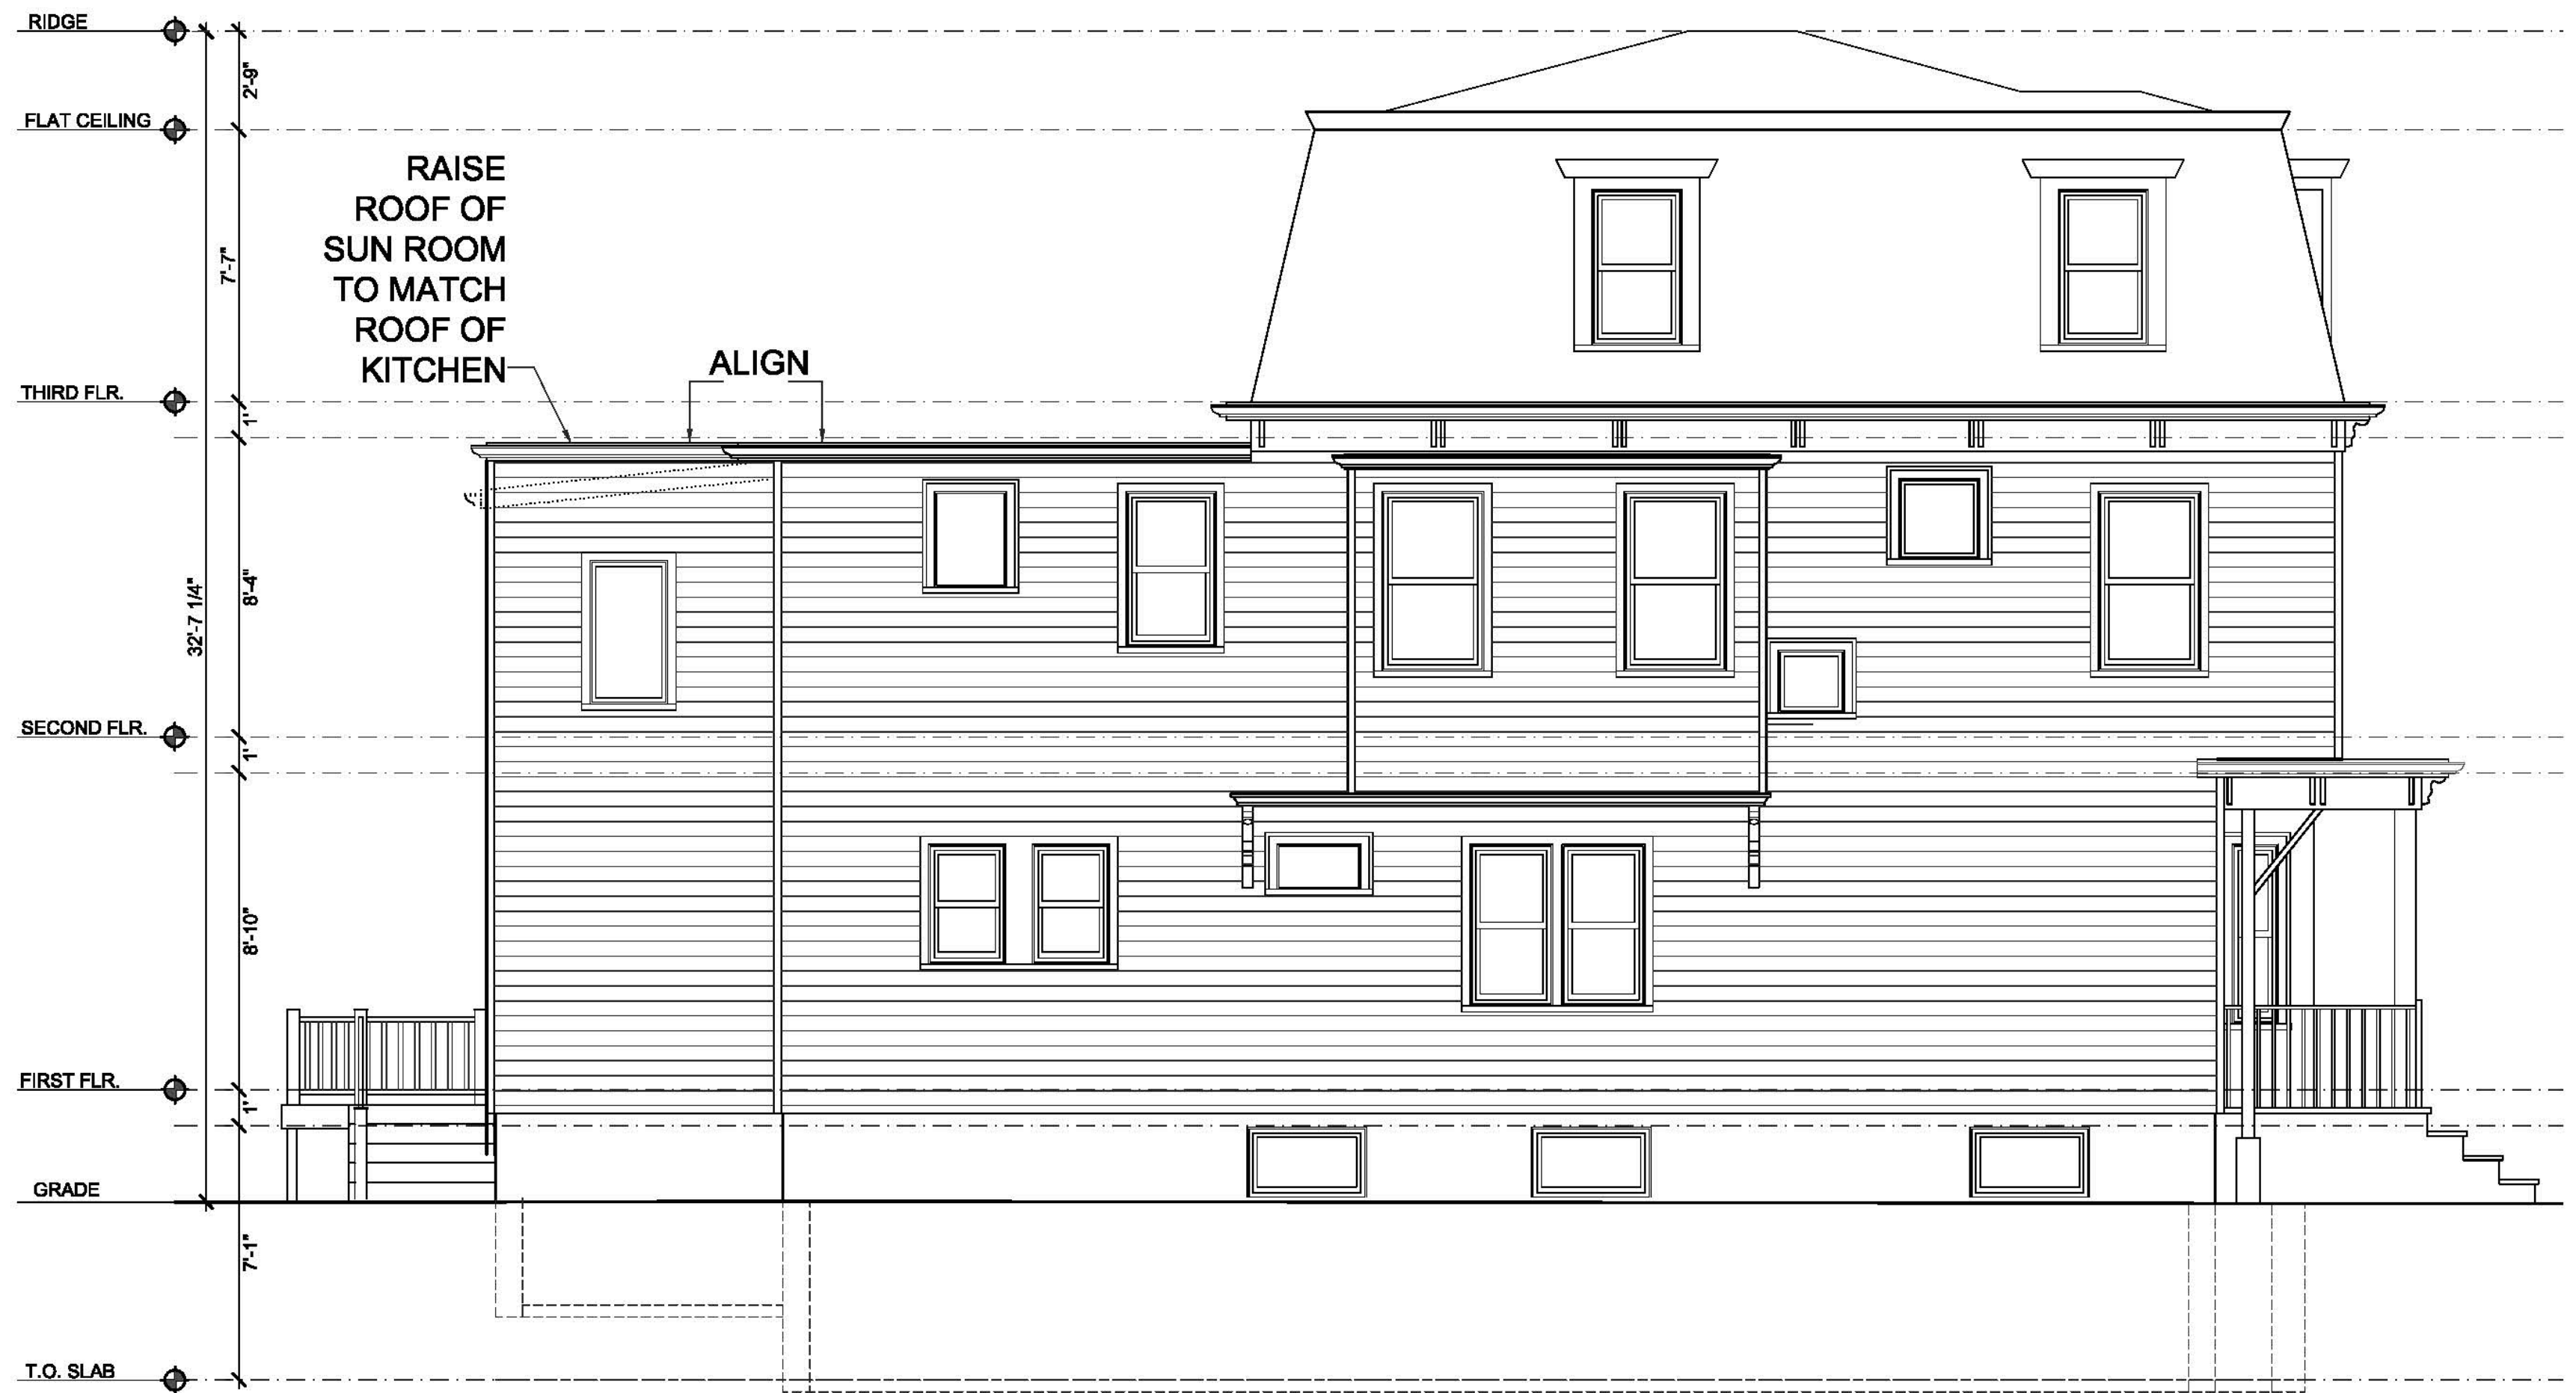 RIDGE
2'-9"
FLAT CEILING
RAISE
ROOF OF
SUN ROOM
TO MATCH
ROOF OF
KITCHEN
ALIGN
7'-7"
THIRD FLR.
1'
8'-4"
32'-7 1/4"
SECOND FLR.
1'
8'-10"
FIRST FLR.
1'
GRADE
7'-1"
T.O. SLAB